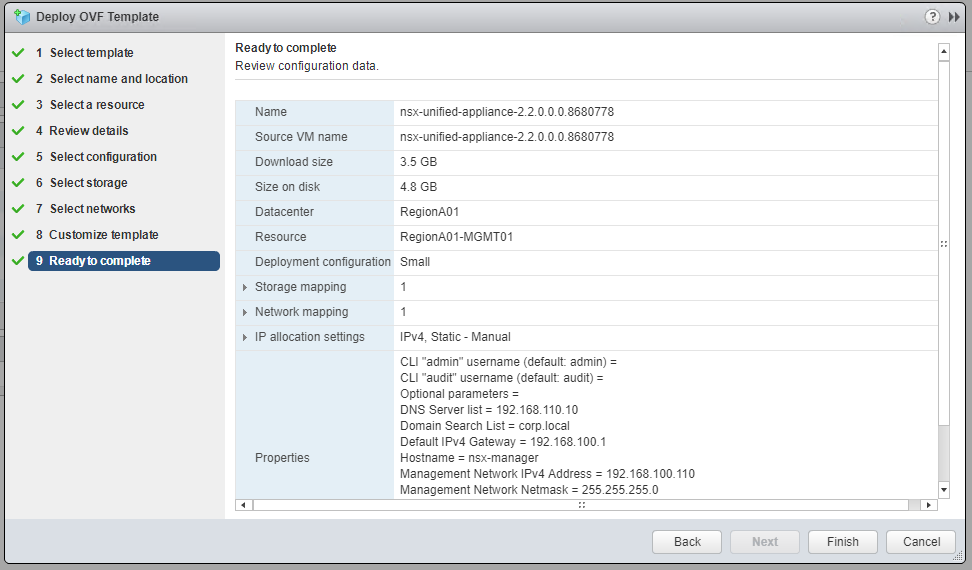 Deploy OVF Template
?
1 Select template
2 Select name and location
3 Select a resource
4 Review details
5 Select configuration
6 Select storage
7 Select networks
8 Customize template
9 Ready to complete
Ready to complete
Review configuration data.
Name nsx-unified-appliance-2.2.0.0.0.8680778
Source VM name nsx-unified-appliance-2.2.0.0.0.8680778
Download size 3.5 GB
Size on disk 4.8 GB
Datacenter RegionA01
Resource RegionA01-MGMT01
Deployment configuration Small
Storage mapping 1
Network mapping 1
IP allocation settings IPv4, Static - Manual
Properties
CLI "admin" username (default: admin) =
CLI "audit" username (default: audit) =
Optional parameters =
DNS Server list = 192.168.110.10
Domain Search List = corp.local
Default IPv4 Gateway = 192.168.100.1
Hostname = nsx-manager
Management Network IPv4 Address = 192.168.100.110
Management Network Netmask = 255.255.255.0
Back Next Finish Cancel